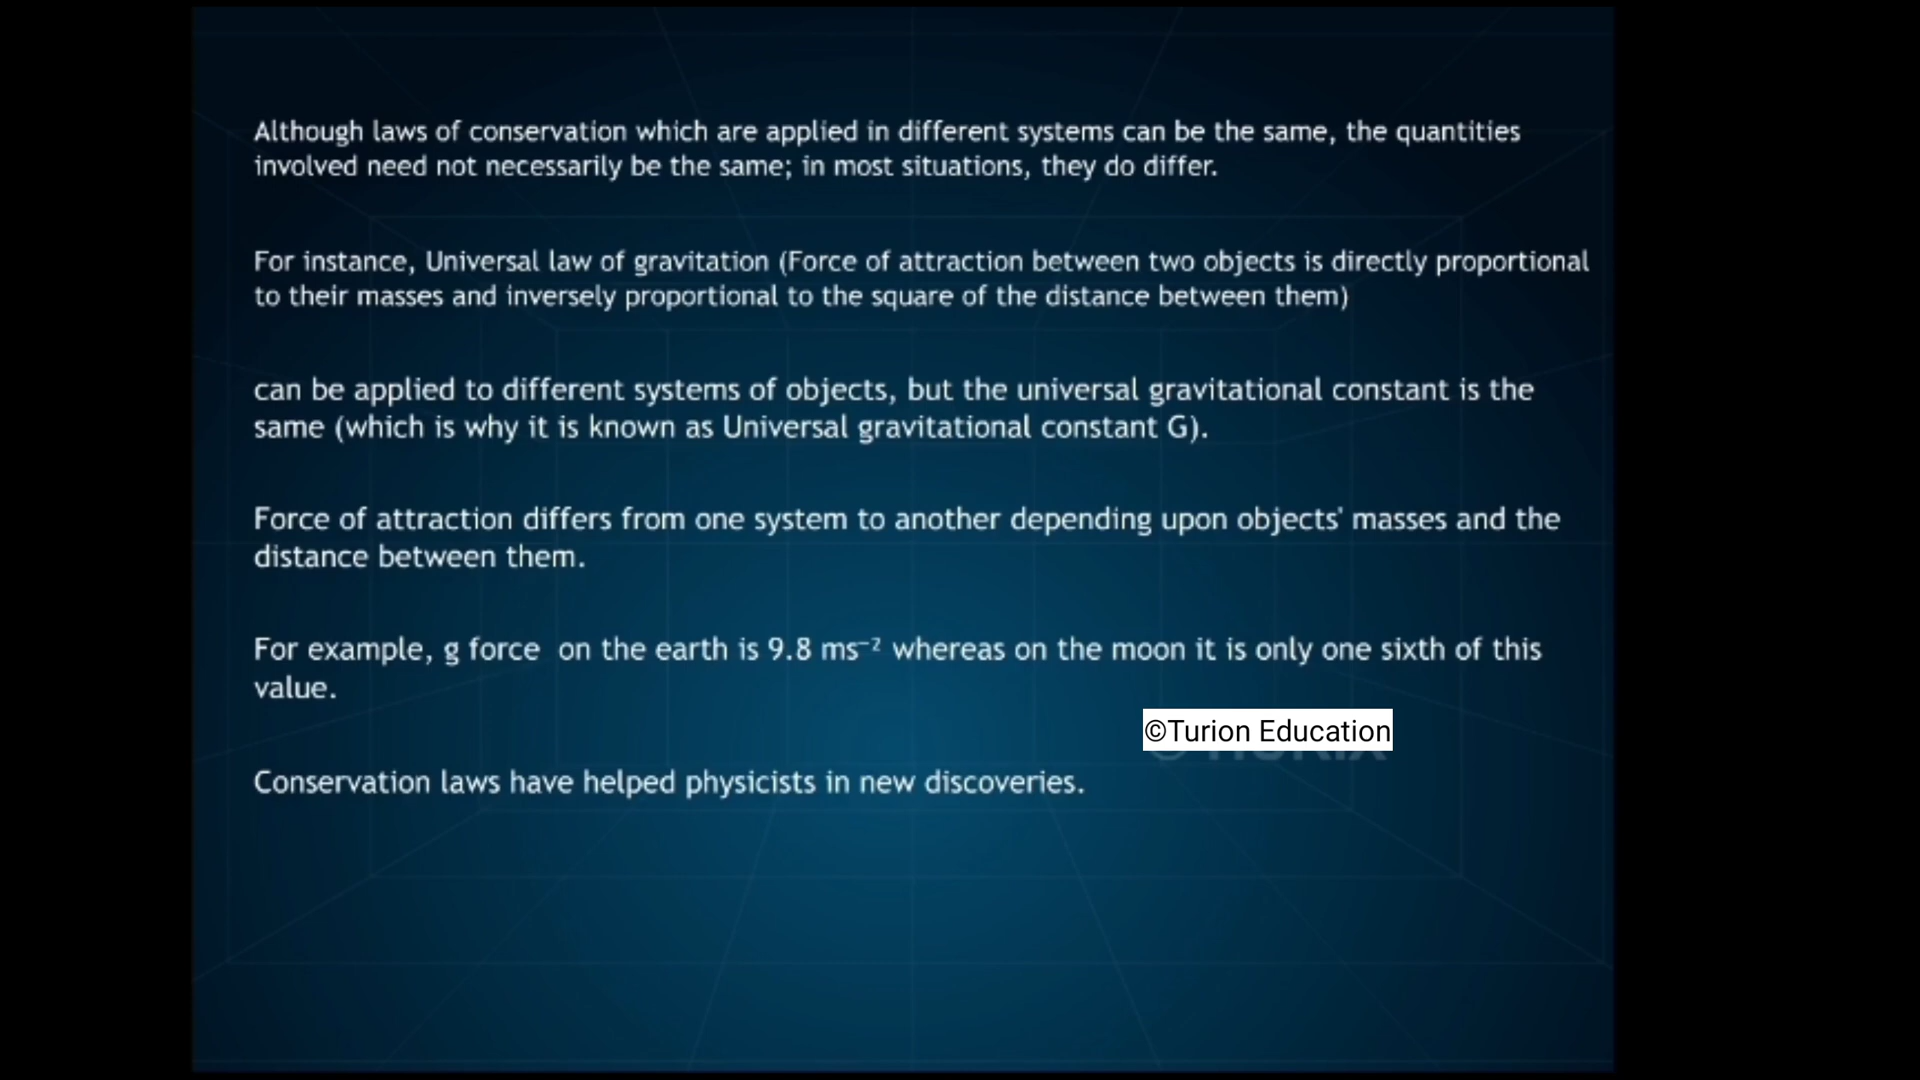 Although laws of conservation which are applied in different systems can be the same, the quantities
involved need not necessarily be the same; in most situations, they do differ.
For instance, Universal law of gravitation (Force of attraction between two objects is directly proportional
to their masses and inversely proportional to the square of the distance between them)
can be applied to different systems of objects, but the universal gravitational constant is the
same (which is why it is known as Universal gravitational constant G).
Force of attraction differs from one system to another depending upon objects' masses and the
distance between them.
For example, g force on the earth is 9.8 ms⁻² whereas on the moon it is only one sixth of this
value.
©Turion Education
Conservation laws have helped physicists in new discoveries.